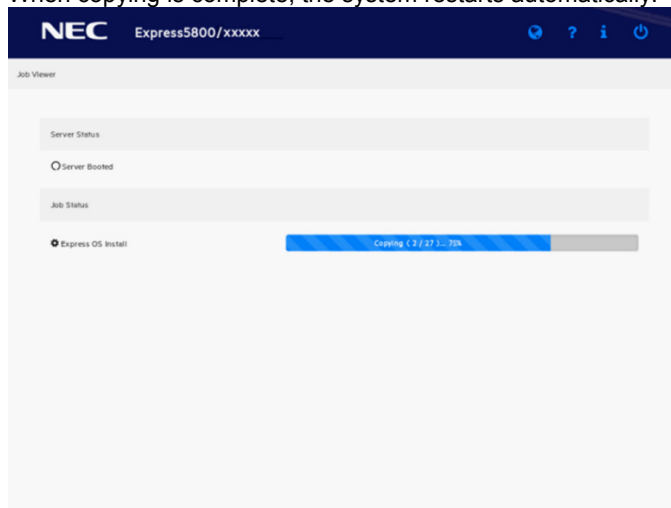 When copying is complete, the system restarts automatically.
NEC Express5800/xxxxx ? i
Job Viewer
Server Status
Server Booted
Job Status
Express OS Install Copying ( 2 / 27 )... 75%